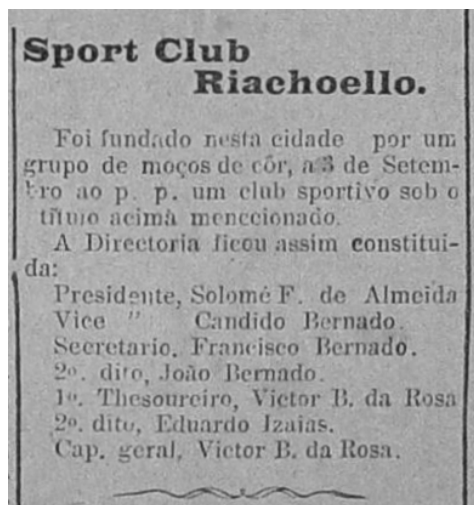 Sport Club
Riachoello.
Foi fundado nesta cidade por um
grupo de moços de côr, a 3 de Setem-
bro ao p. p. um club sportivo sob o
titulo acima menccionado.
A Directoria ficou assim constitui-
da:
Presidente, Solomé F. de Almeida
Vice " Candido Bernado.
Secretario, Francisco Bernado.
2º. dito, João Bernado.
1º. Thesoureiro, Victor B. da Rosa
2º. dito, Eduardo Izaias.
Cap. geral, Victor B. da Rosa.